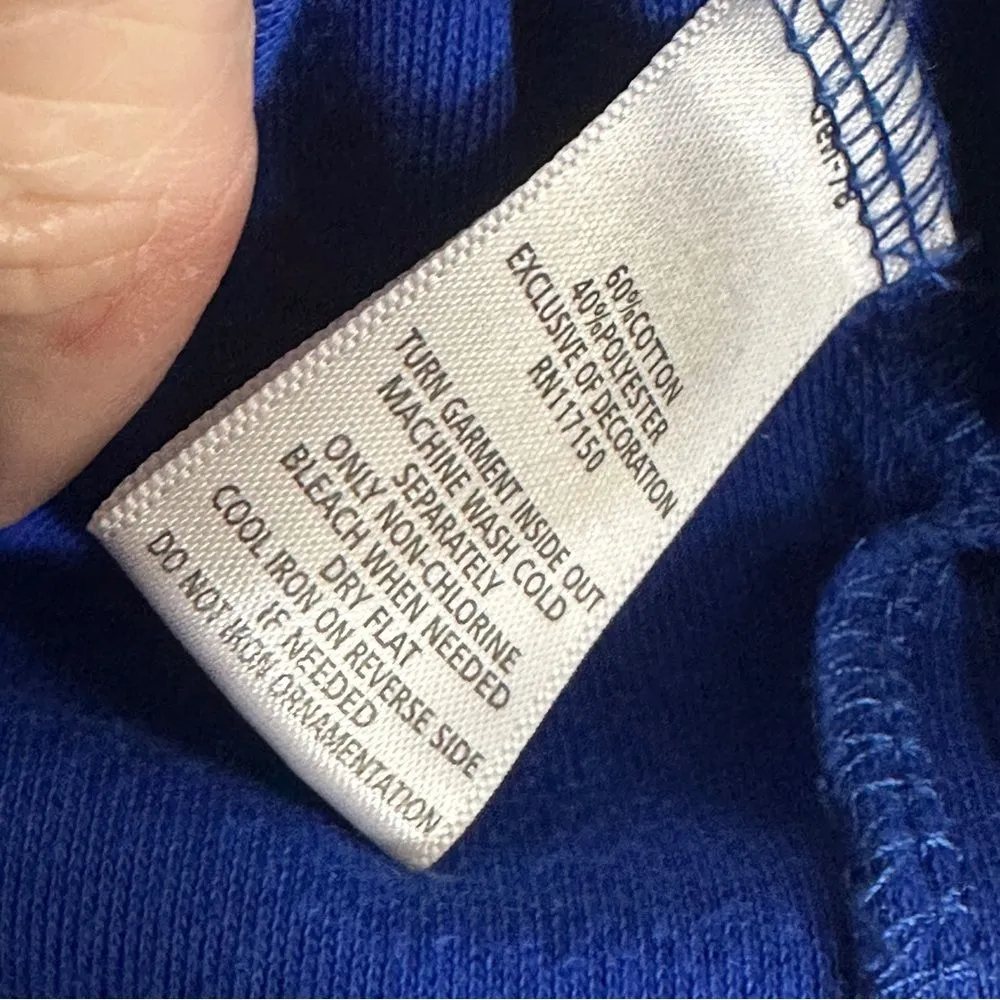 60%COTTON
40%POLYESTER
EXCLUSIVE OF DECORATION
RN117150
TURN GARMENT INSIDE OUT
MACHINE WASH COLD
SEPARATELY
ONLY NON-CHLORINE
BLEACH WHEN NEEDED
DRY FLAT
COOL IRON ON REVERSE SIDE
IF NEEDED
DO NOT IRON ORNAMENTATION